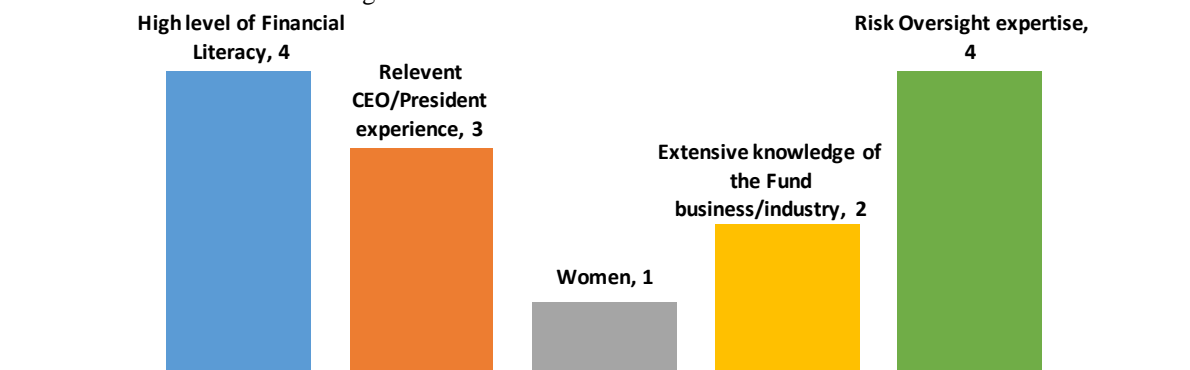 High level of Financial
Literacy, 4
Relevent
CEO/President
experience, 3
Women, 1
Extensive knowledge of
the Fund
business/industry, 2
Risk Oversight expertise,
4